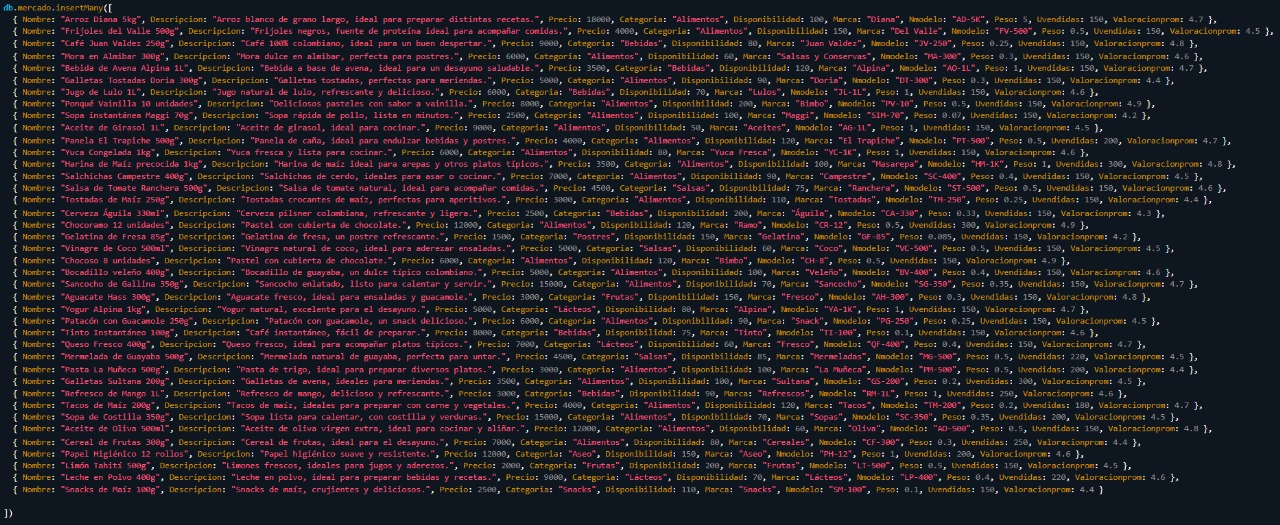 db.mercado.insertMany([
{ Nombre: "Arroz Diana 5kg", Descripcion: "Arroz blanco de grano largo, ideal para preparar distintas recetas.", Precio: 18000, Categoria: "Alimentos", Disponibilidad: 100, Marca: "Diana", Nmodelo: "AD-5K", Peso: 5, Uvendidas: 150, Valoracionprom: 4.7 },
{ Nombre: "Frijoles del Valle 500g", Descripcion: "Frijoles negros, fuente de proteína ideal para acompañar comidas.", Precio: 4000, Categoria: "Alimentos", Disponibilidad: 150, Marca: "Del Valle", Nmodelo: "FV-500", Peso: 0.5, Uvendidas: 150, Valoracionprom: 4.5 },
{ Nombre: "Café Juan Valdez 250g", Descripcion: "Café 100% colombiano, ideal para un buen despertar.", Precio: 9000, Categoria: "Bebidas", Disponibilidad: 80, Marca: "Juan Valdez", Nmodelo: "JV-250", Peso: 0.25, Uvendidas: 150, Valoracionprom: 4.8 },
{ Nombre: "Mora en Almibar 300g", Descripcion: "Mora dulce en almibar, perfecta para postres.", Precio: 6000, Categoria: "Alimentos", Disponibilidad: 60, Marca: "Salsas y Conservas", Nmodelo: "MA-300", Peso: 0.3, Uvendidas: 150, Valoracionprom: 4.6 },
{ Nombre: "Bebida de Avena Alpina 1L", Descripcion: "Bebida a base de avena, ideal para un desayuno saludable.", Precio: 3500, Categoria: "Bebidas", Disponibilidad: 120, Marca: "Alpina", Nmodelo: "AO-1L", Peso: 1, Uvendidas: 150, Valoracionprom: 4.7 },
{ Nombre: "Galletas Tostadas Doria 300g", Descripcion: "Galletas tostadas, perfectas para meriendas.", Precio: 5000, Categoria: "Alimentos", Disponibilidad: 90, Marca: "Doria", Nmodelo: "DT-300", Peso: 0.3, Uvendidas: 150, Valoracionprom: 4.4 },
{ Nombre: "Jugo de Lulo 1L", Descripcion: "Jugo natural de lulo, refrescante y delicioso.", Precio: 6000, Categoria: "Bebidas", Disponibilidad: 70, Marca: "Lulos", Nmodelo: "JL-1L", Peso: 1, Uvendidas: 150, Valoracionprom: 4.6 },
{ Nombre: "Ponqué Vainilla 10 unidades", Descripcion: "Deliciosos pasteles con sabor a vainilla.", Precio: 8000, Categoria: "Alimentos", Disponibilidad: 200, Marca: "Bimbo", Nmodelo: "PV-10", Peso: 0.5, Uvendidas: 150, Valoracionprom: 4.9 },
{ Nombre: "Sopa instantánea Maggi 70g", Descripcion: "Sopa rápida de pollo, lista en minutos.", Precio: 2500, Categoria: "Alimentos", Disponibilidad: 100, Marca: "Maggi", Nmodelo: "SIM-70", Peso: 0.07, Uvendidas: 150, Valoracionprom: 4.2 },
{ Nombre: "Aceite de Girasol 1L", Descripcion: "Aceite de girasol, ideal para cocinar.", Precio: 9000, Categoria: "Alimentos", Disponibilidad: 50, Marca: "Aceites", Nmodelo: "AG-1L", Peso: 1, Uvendidas: 150, Valoracionprom: 4.5 },
{ Nombre: "Panela El Trapiche 500g", Descripcion: "Panela de caña, ideal para endulzar bebidas y postres.", Precio: 4000, Categoria: "Alimentos", Disponibilidad: 120, Marca: "El Trapiche", Nmodelo: "PT-500", Peso: 0.5, Uvendidas: 200, Valoracionprom: 4.7 },
{ Nombre: "Yuca Congelada 1kg", Descripcion: "Yuca fresca y lista para cocinar.", Precio: 6000, Categoria: "Alimentos", Disponibilidad: 80, Marca: "Yuca Fresca", Nmodelo: "YC-1K", Peso: 1, Uvendidas: 150, Valoracionprom: 4.6 },
{ Nombre: "Harina de Maíz precocida 1kg", Descripcion: "Harina de maíz ideal para arepas y otros platos típicos.", Precio: 3500, Categoria: "Alimentos", Disponibilidad: 100, Marca: "Masarepa", Nmodelo: "HM-1K", Peso: 1, Uvendidas: 300, Valoracionprom: 4.8 },
{ Nombre: "Salchichas Campestre 400g", Descripcion: "Salchichas de cerdo, ideales para asar o cocinar.", Precio: 7000, Categoria: "Alimentos", Disponibilidad: 90, Marca: "Campestre", Nmodelo: "SC-400", Peso: 0.4, Uvendidas: 150, Valoracionprom: 4.5 },
{ Nombre: "Salsa de Tomate Ranchera 500g", Descripcion: "Salsa de tomate natural, ideal para acompañar comidas.", Precio: 4500, Categoria: "Salsas", Disponibilidad: 75, Marca: "Ranchera", Nmodelo: "ST-500", Peso: 0.5, Uvendidas: 150, Valoracionprom: 4.6 },
{ Nombre: "Tostadas de Maíz 250g", Descripcion: "Tostadas crocantes de maíz, perfectas para aperitivos.", Precio: 3000, Categoria: "Alimentos", Disponibilidad: 110, Marca: "Tostadas", Nmodelo: "TM-250", Peso: 0.25, Uvendidas: 150, Valoracionprom: 4.4 },
{ Nombre: "Cerveza Águila 330ml", Descripcion: "Cerveza pilsner colombiana, refrescante y ligera.", Precio: 2500, Categoria: "Bebidas", Disponibilidad: 200, Marca: "Águila", Nmodelo: "CA-330", Peso: 0.33, Uvendidas: 150, Valoracionprom: 4.3 },
{ Nombre: "Chocoramo 12 unidades", Descripcion: "Pastel con cubierta de chocolate.", Precio: 12000, Categoria: "Alimentos", Disponibilidad: 120, Marca: "Ramo", Nmodelo: "CR-12", Peso: 0.5, Uvendidas: 300, Valoracionprom: 4.9 },
{ Nombre: "Gelatina de Fresa 85g", Descripcion: "Gelatina de fresa, un postre refrescante.", Precio: 1500, Categoria: "Postres", Disponibilidad: 150, Marca: "Gelatina", Nmodelo: "GF-85", Peso: 0.085, Uvendidas: 150, Valoracionprom: 4.2 },
{ Nombre: "Vinagre de Coco 500ml", Descripcion: "Vinagre natural de coco, ideal para aderezar ensaladas.", Precio: 5000, Categoria: "Salsas", Disponibilidad: 60, Marca: "Coco", Nmodelo: "VC-500", Peso: 0.5, Uvendidas: 150, Valoracionprom: 4.5 },
{ Nombre: "Chocoso 8 unidades", Descripcion: "Pastel con cubierta de chocolate.", Precio: 6000, Categoria: "Alimentos", Disponibilidad: 120, Marca: "Bimbo", Nmodelo: "CH-8", Peso: 0.5, Uvendidas: 150, Valoracionprom: 4.9 },
{ Nombre: "Bocadillo veleño 400g", Descripcion: "Bocadillo de guayaba, un dulce típico colombiano.", Precio: 5000, Categoria: "Alimentos", Disponibilidad: 100, Marca: "Veleño", Nmodelo: "BV-400", Peso: 0.4, Uvendidas: 150, Valoracionprom: 4.6 },
{ Nombre: "Sancocho de Gallina 350g", Descripcion: "Sancocho enlatado, listo para calentar y servir.", Precio: 15000, Categoria: "Alimentos", Disponibilidad: 70, Marca: "Sancocho", Nmodelo: "SG-350", Peso: 0.35, Uvendidas: 150, Valoracionprom: 4.7 },
{ Nombre: "Aguacate Hass 300g", Descripcion: "Aguacate fresco, ideal para ensaladas y guacamole.", Precio: 3000, Categoria: "Frutas", Disponibilidad: 150, Marca: "Fresco", Nmodelo: "AH-300", Peso: 0.3, Uvendidas: 150, Valoracionprom: 4.8 },
{ Nombre: "Yogur Alpina 1kg", Descripcion: "Yogur natural, excelente para el desayuno.", Precio: 5000, Categoria: "Lácteos", Disponibilidad: 80, Marca: "Alpina", Nmodelo: "YA-1K", Peso: 1, Uvendidas: 150, Valoracionprom: 4.7 },
{ Nombre: "Patacón con Guacamole 250g", Descripcion: "Patacón con guacamole, un snack delicioso.", Precio: 6000, Categoria: "Alimentos", Disponibilidad: 90, Marca: "Snack", Nmodelo: "PG-250", Peso: 0.25, Uvendidas: 150, Valoracionprom: 4.5 },
{ Nombre: "Tinto Instantáneo 100g", Descripcion: "Café instantáneo, fácil de preparar.", Precio: 8000, Categoria: "Bebidas", Disponibilidad: 75, Marca: "Tinto", Nmodelo: "TI-100", Peso: 0.1, Uvendidas: 150, Valoracionprom: 4.6 },
{ Nombre: "Queso Fresco 400g", Descripcion: "Queso fresco, ideal para acompañar platos típicos.", Precio: 7000, Categoria: "Lácteos", Disponibilidad: 60, Marca: "Fresco", Nmodelo: "QF-400", Peso: 0.4, Uvendidas: 150, Valoracionprom: 4.7 },
{ Nombre: "Mermelada de Guayaba 500g", Descripcion: "Mermelada natural de guayaba, perfecta para untar.", Precio: 4500, Categoria: "Salsas", Disponibilidad: 85, Marca: "Mermeladas", Nmodelo: "MG-500", Peso: 0.5, Uvendidas: 220, Valoracionprom: 4.5 },
{ Nombre: "Pasta La Muñeca 500g", Descripcion: "Pasta de trigo, ideal para preparar diversos platos.", Precio: 3000, Categoria: "Alimentos", Disponibilidad: 100, Marca: "La Muñeca", Nmodelo: "PM-500", Peso: 0.5, Uvendidas: 200, Valoracionprom: 4.4 },
{ Nombre: "Galletas Sultana 200g", Descripcion: "Galletas de avena, ideales para meriendas.", Precio: 3500, Categoria: "Alimentos", Disponibilidad: 100, Marca: "Sultana", Nmodelo: "GS-200", Peso: 0.2, Uvendidas: 300, Valoracionprom: 4.5 },
{ Nombre: "Refresco de Mango 1L", Descripcion: "Refresco de mango, delicioso y refrescante.", Precio: 3000, Categoria: "Bebidas", Disponibilidad: 90, Marca: "Refrescos", Nmodelo: "RM-1L", Peso: 1, Uvendidas: 250, Valoracionprom: 4.6 },
{ Nombre: "Tacos de Maíz 200g", Descripcion: "Tacos de maíz, ideales para preparar con carne y vegetales.", Precio: 4000, Categoria: "Alimentos", Disponibilidad: 120, Marca: "Tacos", Nmodelo: "TM-200", Peso: 0.2, Uvendidas: 180, Valoracionprom: 4.7 },
{ Nombre: "Sopa de Costilla 350g", Descripcion: "Sopa lista para calentar, con costilla y verduras.", Precio: 15000, Categoria: "Alimentos", Disponibilidad: 70, Marca: "Sopas", Nmodelo: "SC-350", Peso: 0.35, Uvendidas: 200, Valoracionprom: 4.5 },
{ Nombre: "Aceite de Oliva 500ml", Descripcion: "Aceite de oliva virgen extra, ideal para cocinar y aliñar.", Precio: 12000, Categoria: "Alimentos", Disponibilidad: 60, Marca: "Oliva", Nmodelo: "AO-500", Peso: 0.5, Uvendidas: 150, Valoracionprom: 4.8 },
{ Nombre: "Cereal de Frutas 300g", Descripcion: "Cereal de frutas, ideal para el desayuno.", Precio: 7000, Categoria: "Alimentos", Disponibilidad: 80, Marca: "Cereales", Nmodelo: "CF-300", Peso: 0.3, Uvendidas: 250, Valoracionprom: 4.4 },
{ Nombre: "Papel Higiénico 12 rollos", Descripcion: "Papel higiénico suave y resistente.", Precio: 12000, Categoria: "Aseo", Disponibilidad: 150, Marca: "Aseo", Nmodelo: "PH-12", Peso: 1, Uvendidas: 200, Valoracionprom: 4.6 },
{ Nombre: "Limón Tahití 500g", Descripcion: "Limones frescos, ideales para jugos y aderezos.", Precio: 2000, Categoria: "Frutas", Disponibilidad: 200, Marca: "Frutas", Nmodelo: "LT-500", Peso: 0.5, Uvendidas: 150, Valoracionprom: 4.5 },
{ Nombre: "Leche en Polvo 400g", Descripcion: "Leche en polvo, ideal para preparar bebidas y recetas.", Precio: 9000, Categoria: "Lácteos", Disponibilidad: 70, Marca: "Lácteos", Nmodelo: "LP-400", Peso: 0.4, Uvendidas: 220, Valoracionprom: 4.6 },
{ Nombre: "Snacks de Maíz 100g", Descripcion: "Snacks de maíz, crujientes y deliciosos.", Precio: 2500, Categoria: "Snacks", Disponibilidad: 110, Marca: "Snacks", Nmodelo: "SM-100", Peso: 0.1, Uvendidas: 150, Valoracionprom: 4.4 }
])